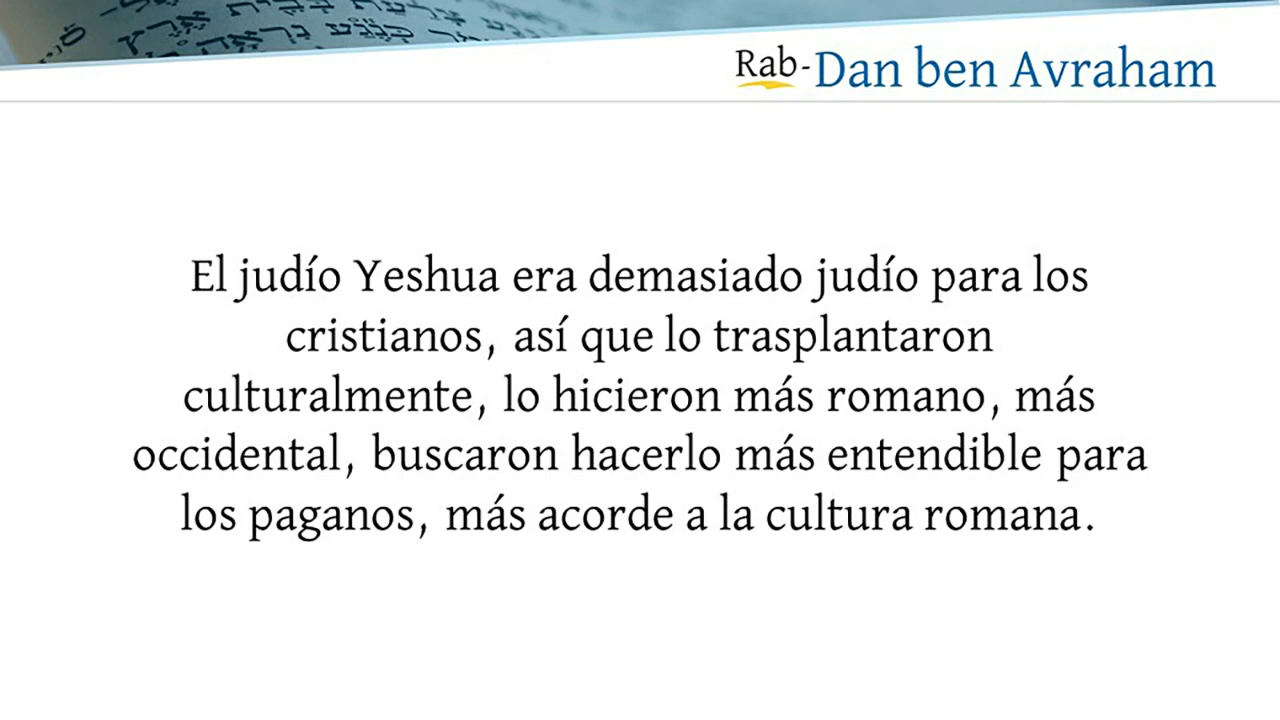 Rab-Dan ben Avraham
El judío Yeshua era demasiado judío para los
cristianos, así que lo trasplantaron
culturalmente, lo hicieron más romano, más
occidental, buscaron hacerlo más entendible para
los paganos, más acorde a la cultura romana.